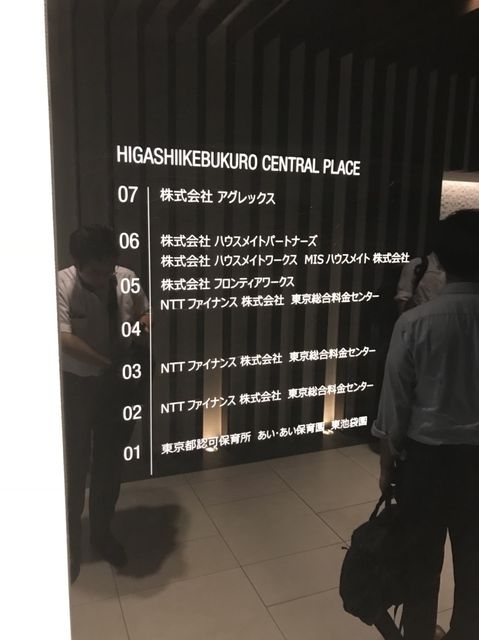 HIGASHIIKEBUKURO CENTRAL PLACE
07 株式会社 アグレックス
06 株式会社 ハウスメイトパートナーズ
株式会社 ハウスメイトワークス MIS ハウスメイト 株式会社
05 株式会社 フロンティアワークス
NTT ファイナンス 株式会社 東京総合料金センター
04
03 NTT ファイナンス 株式会社 東京総合料金センター
02 NTT ファイナンス 株式会社 東京総合料金センター
01 東京都認可保育所 あい・あい保育園 東池袋園